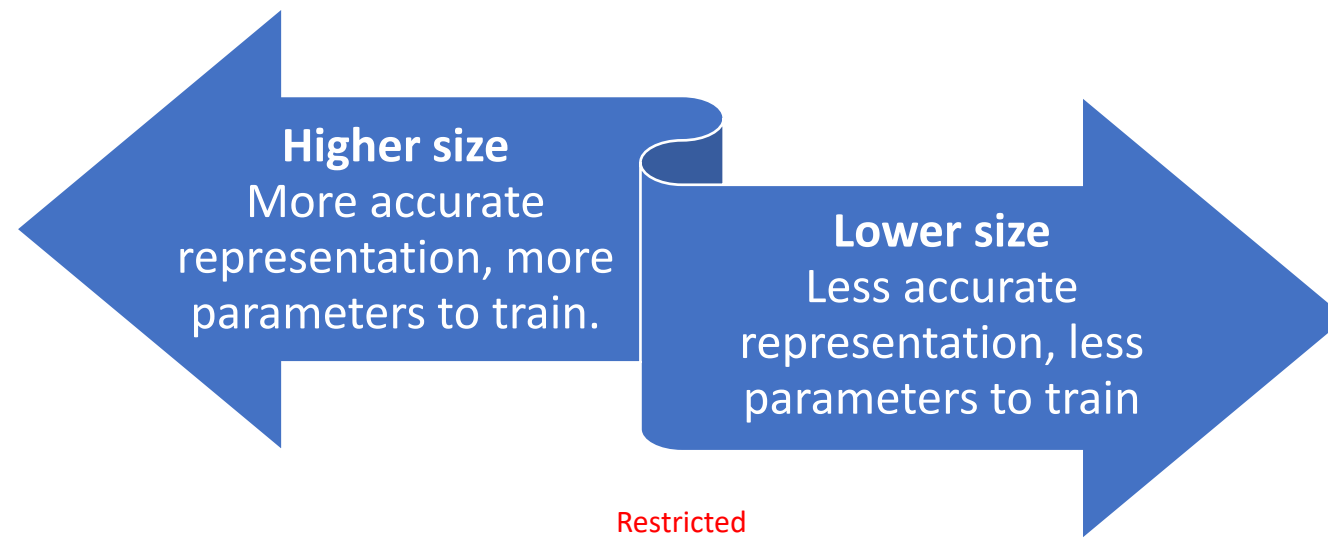 Higher size
More accurate
representation, more
parameters to train.
Lower size
Less accurate
representation, less
parameters to train
Restricted